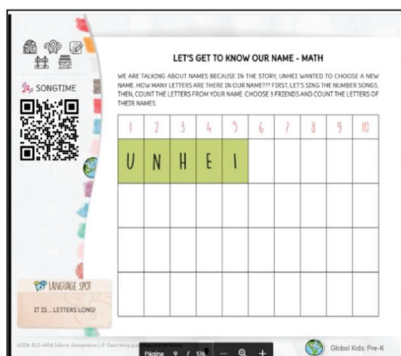 LET'S GET TO KNOW OUR NAME - MATH
WE ARE TALKING ABOUT NAMES BECAUSE IN THE STORY, UNHEI WANTED TO CHOOSE A NEW
NAME. HOW MANY LETTERS ARE THERE IN OUR NAME??? FIRST, LET'S SING THE NUMBER SONGS.
THEN, COUNT THE LETTERS FROM YOUR NAME. CHOOSE 3 FRIENDS AND COUNT THE LETTERS OF
THEIR NAMES.
SONGTIME
1 2 3 4 5 6 7 8 9 10
U N H E I
LANGUAGE SPOT
IT IS ... LETTERS LONG!
Página 9 / 176
Global Kids: Pre-K